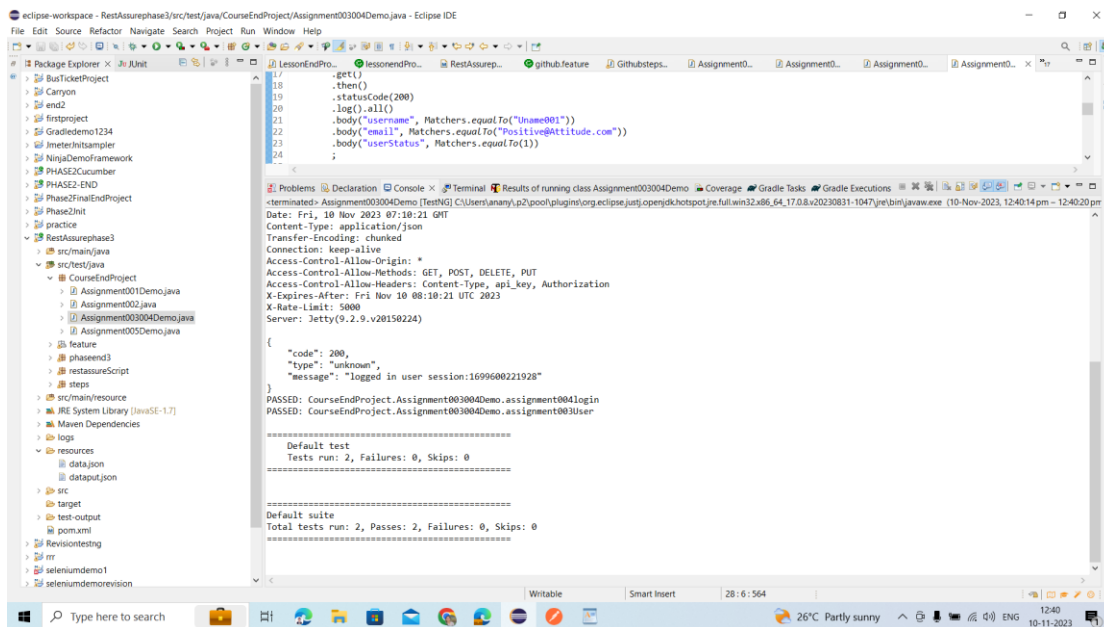 eclipse-workspace - RestAssurephase3/src/test/java/CourseEndProject/Assignment003004Demo.java - Eclipse IDE
File Edit Source Refactor Navigate Search Project Run Window Help
Package Explorer × JUnit
LessonEndPro... lessonendPro... RestAssurep... github.feature Githubsteps... Assignment0... Assignment0... Assignment0... Assignment0... × 17
BusTicketProject
Carryon
end2
firstproject
Gradledemo1234
JmeterJnitsampler
NinjaDemoFramework
PHASE2Cucumber
PHASE2-END
Phase2FinalEndProject
Phase2Jnit
practice
RestAssurephase3
src/main/java
src/test/java
CourseEndProject
Assignment001Demo.java
Assignment002.java
Assignment003004Demo.java
Assignment005Demo.java
feature
phaseend3
restassureScript
steps
src/main/resource
JRE System Library [JavaSE-1.7]
Maven Dependencies
logs
resources
data.json
dataput.json
src
target
test-output
pom.xml
Revisiontestng
rrr
seleniumdemo1
seleniumdemorevision
17 .get()
18 .then()
19 .statusCode(200)
20 .log().all()
21 .body("username", Matchers.equalTo("Uname001"))
22 .body("email", Matchers.equalTo("Positive@Attitude.com"))
23 .body("userStatus", Matchers.equalTo(1))
24 ;
Problems Declaration Console × Terminal Results of running class Assignment003004Demo Coverage Gradle Tasks Gradle Executions
<terminated> Assignment003004Demo [TestNG] C:\Users\anany\.p2\pool\plugins\org.eclipse.justj.openjdk.hotspot.jre.full.win32.x86_64_17.0.8.v20230831-1047\jre\bin\javaw.exe (10-Nov-2023, 12:40:14 pm – 12:40:20 pm
Date: Fri, 10 Nov 2023 07:10:21 GMT
Content-Type: application/json
Transfer-Encoding: chunked
Connection: keep-alive
Access-Control-Allow-Origin: *
Access-Control-Allow-Methods: GET, POST, DELETE, PUT
Access-Control-Allow-Headers: Content-Type, api_key, Authorization
X-Expires-After: Fri Nov 10 08:10:21 UTC 2023
X-Rate-Limit: 5000
Server: Jetty(9.2.9.v20150224)
{
"code": 200,
"type": "unknown",
"message": "logged in user session:1699600221928"
}
PASSED: CourseEndProject.Assignment003004Demo.assignment004login
PASSED: CourseEndProject.Assignment003004Demo.assignment003User
===============================================
Default test
Tests run: 2, Failures: 0, Skips: 0
===============================================
===============================================
Default suite
Total tests run: 2, Passes: 2, Failures: 0, Skips: 0
===============================================
Writable Smart Insert 28 : 6 : 564
Type here to search
26°C Partly sunny ENG 12:40
10-11-2023